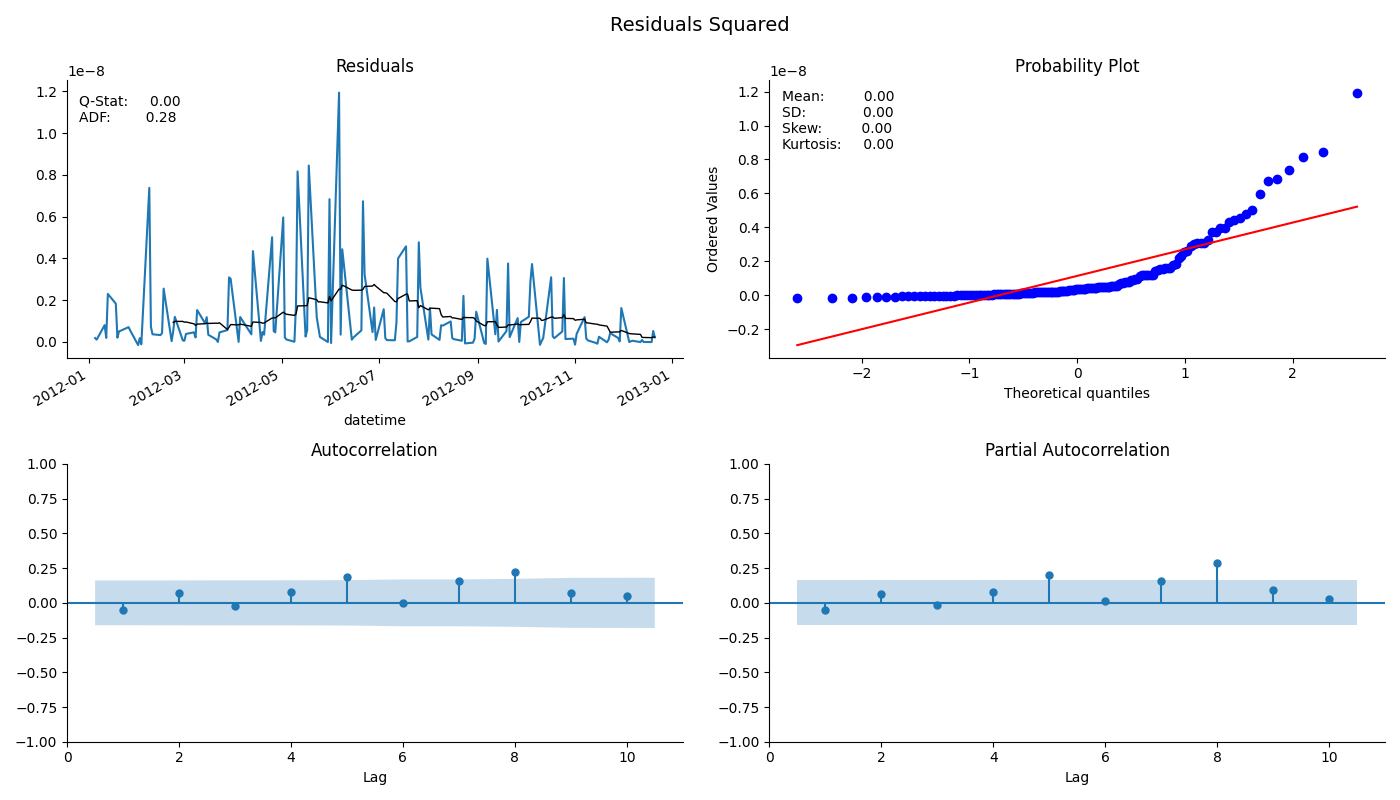 Residuals Squared
Residuals
1e−8
Q-Stat: 0.00
ADF: 0.28
1.2
1.0
0.8
0.6
0.4
0.2
0.0
2012-01
2012-03
2012-05
2012-07
2012-09
2012-11
2013-01
datetime
Probability Plot
1e−8
Mean: 0.00
SD: 0.00
Skew: 0.00
Kurtosis: 0.00
Ordered Values
1.2
1.0
0.8
0.6
0.4
0.2
0.0
−0.2
−2 −1 0 1 2
Theoretical quantiles
Autocorrelation
1.00
0.75
0.50
0.25
0.00
−0.25
−0.50
−0.75
−1.00
0 2 4 6 8 10
Lag
Partial Autocorrelation
1.00
0.75
0.50
0.25
0.00
−0.25
−0.50
−0.75
−1.00
0 2 4 6 8 10
Lag